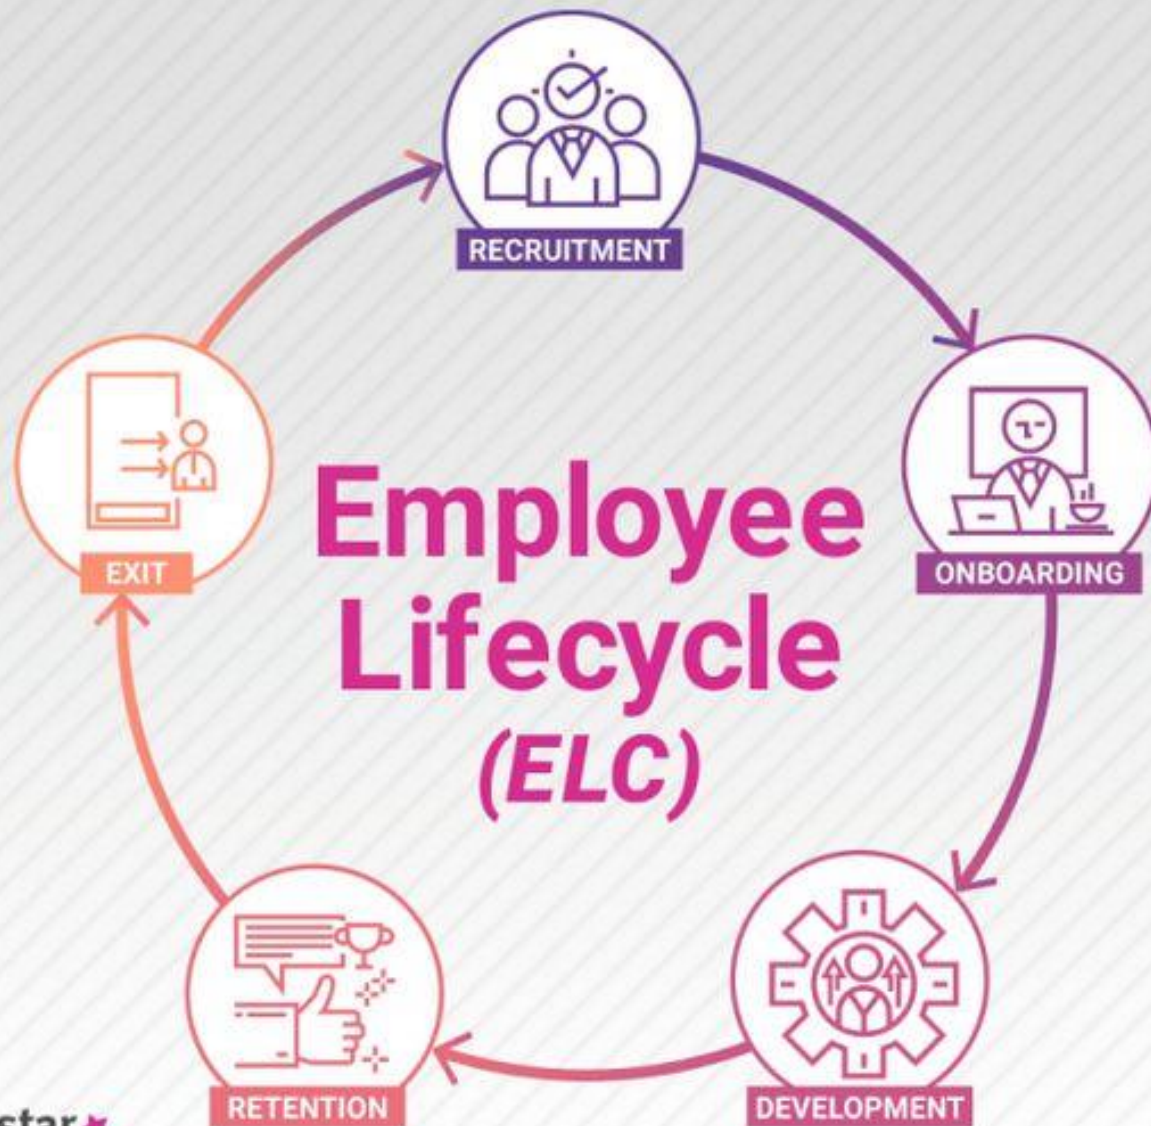 RECRUITMENT
ONBOARDING
EXIT
Employee
Lifecycle
(ELC)
RETENTION
DEVELOPMENT